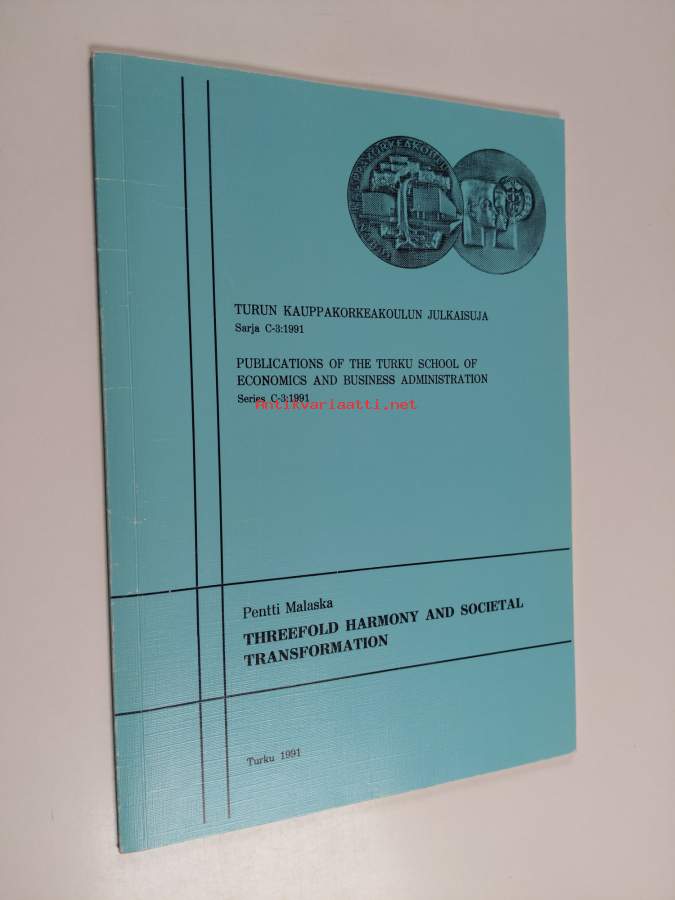 TURUN KAUPPAKORKEAKOULUN JULKAISUJA
Sarja C-3:1991
PUBLICATIONS OF THE TURKU SCHOOL OF
ECONOMICS AND BUSINESS ADMINISTRATION
Series C-3:1991
Antikvariaatti.net
Pentti Malaska
THREEFOLD HARMONY AND SOCIETAL
TRANSFORMATION
Turku 1991